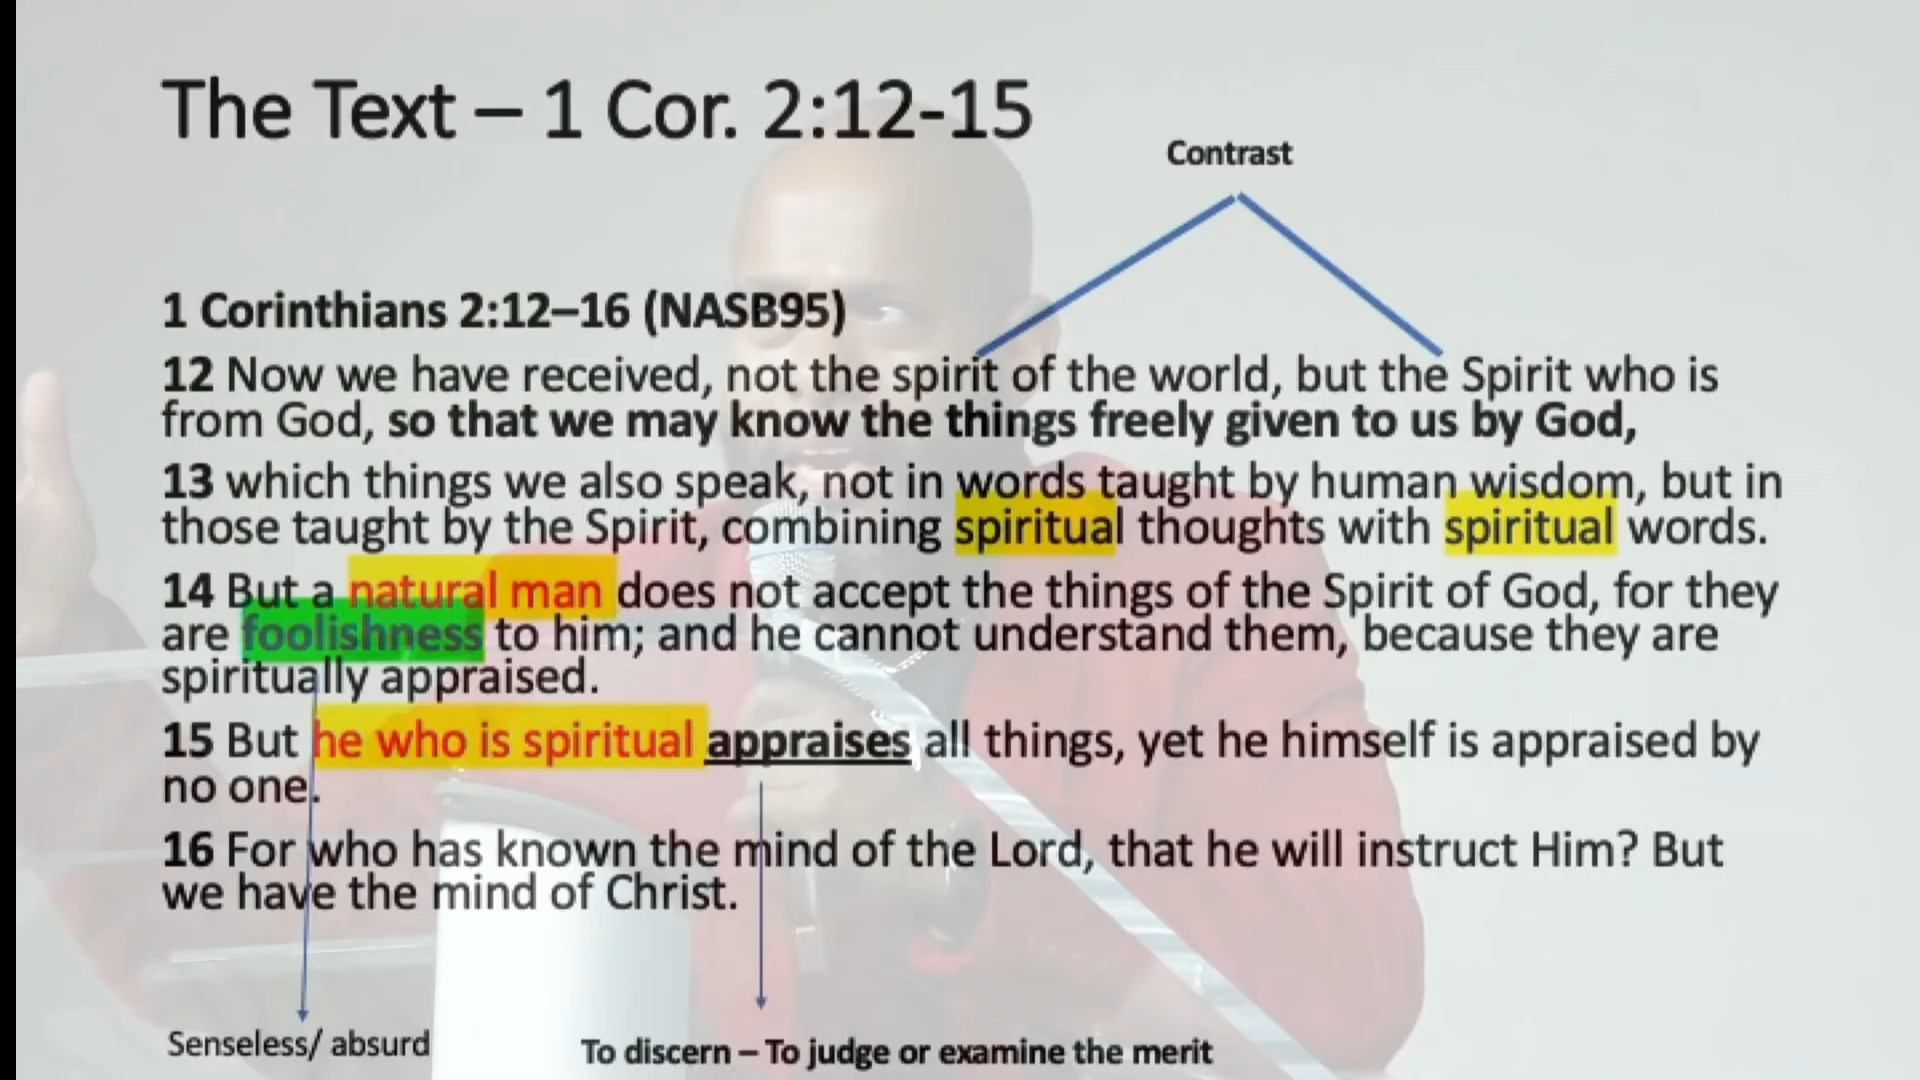 The Text – 1 Cor. 2:12-15
Contrast
1 Corinthians 2:12–16 (NASB95)
12 Now we have received, not the spirit of the world, but the Spirit who is
from God, so that we may know the things freely given to us by God,
13 which things we also speak, not in words taught by human wisdom, but in
those taught by the Spirit, combining spiritual thoughts with spiritual words.
14 But a natural man does not accept the things of the Spirit of God, for they
are foolishness to him; and he cannot understand them, because they are
spiritually appraised.
15 But he who is spiritual appraises all things, yet he himself is appraised by
no one.
16 For who has known the mind of the Lord, that he will instruct Him? But
we have the mind of Christ.
Senseless/ absurd
To discern – To judge or examine the merit